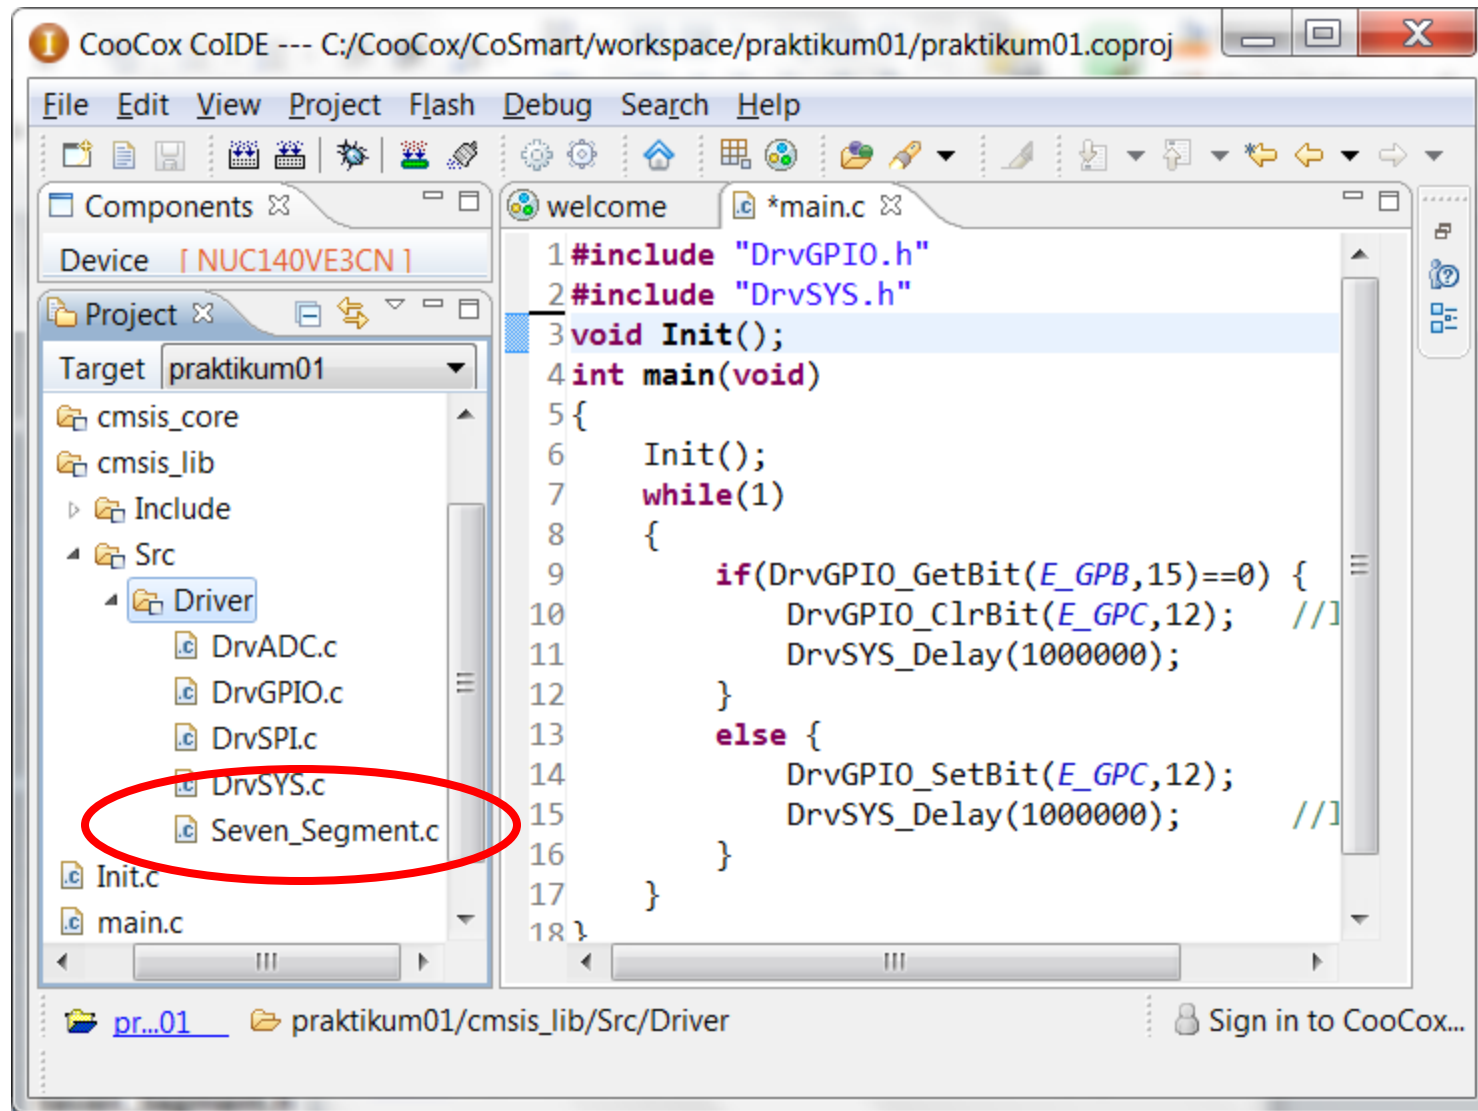 CooCox CoIDE --- C:/CooCox/CoSmart/workspace/praktikum01/praktikum01.coproj
File Edit View Project Flash Debug Search Help
Components
Device [ NUC140VE3CN ]
Project
Target praktikum01
cmsis_core
cmsis_lib
Include
Src
Driver
DrvADC.c
DrvGPIO.c
DrvSPI.c
DrvSYS.c
Seven_Segment.c
Init.c
main.c
welcome *main.c
1 #include "DrvGPIO.h"
2 #include "DrvSYS.h"
3 void Init();
4 int main(void)
5 {
6 Init();
7 while(1)
8 {
9 if(DrvGPIO_GetBit(E_GPB,15)==0) {
10 DrvGPIO_ClrBit(E_GPC,12); //
11 DrvSYS_Delay(1000000);
12 }
13 else {
14 DrvGPIO_SetBit(E_GPC,12);
15 DrvSYS_Delay(1000000); //
16 }
17 }
18 }
pr...01 praktikum01/cmsis_lib/Src/Driver Sign in to CooCox...